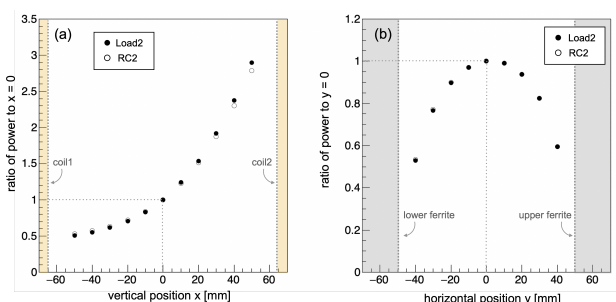 (a)
Load2
RC2
ratio of power to x = 0
3.5
3
2.5
2
1.5
1
0.5
0
coil1
coil2
−60 −40 −20 0 20 40 60
vertical position x [mm]
(b)
Load2
RC2
ratio of power to y = 0
1.2
1
0.8
0.6
0.4
0.2
0
lower ferrite
upper ferrite
−60 −40 −20 0 20 40 60
horizontal position y [mm]